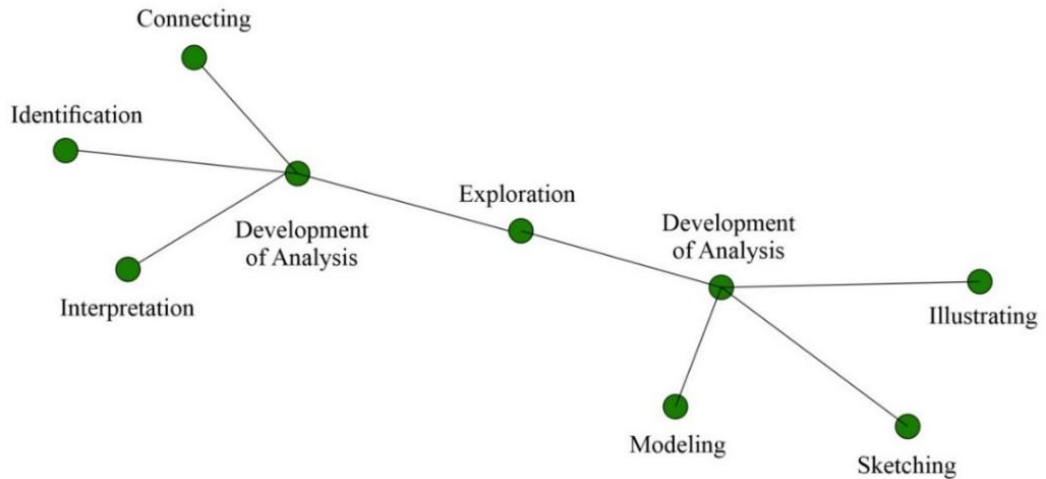 Connecting
Identification
Exploration
Development
of Analysis
Development
of Analysis
Interpretation
Illustrating
Modeling
Sketching